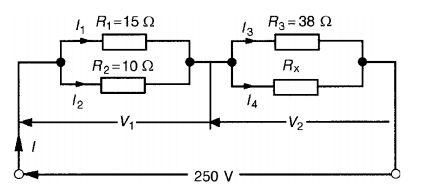 I₁ R₁=15 Ω I₃ R₃=38 Ω
R₂=10 Ω Rₓ
I₂ I₄
V₁ V₂
I
250 V